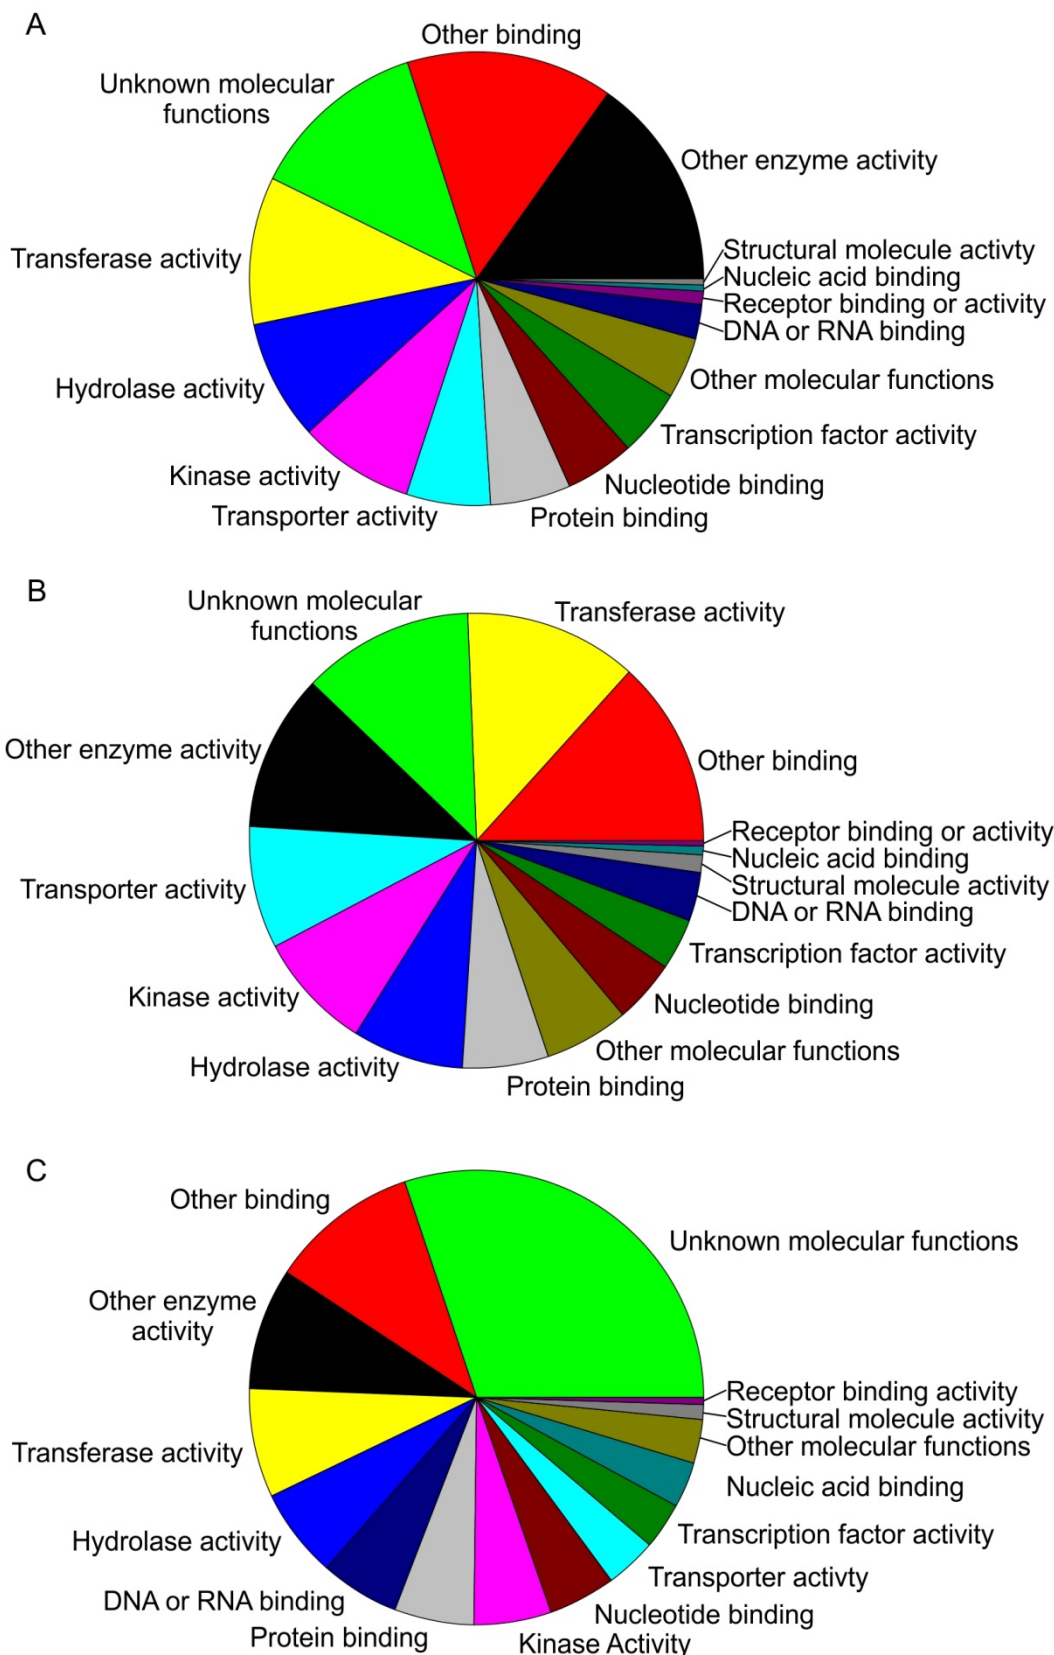 A
Other binding
Unknown molecular
functions
Other enzyme activity
Transferase activity
Structural molecule activty
Nucleic acid binding
Receptor binding or activity
DNA or RNA binding
Hydrolase activity
Other molecular functions
Transcription factor activity
Kinase activity
Nucleotide binding
Transporter activity
Protein binding
B
Unknown molecular
functions
Transferase activity
Other enzyme activity
Other binding
Receptor binding or activity
Nucleic acid binding
Structural molecule activity
DNA or RNA binding
Transporter activity
Transcription factor activity
Kinase activity
Nucleotide binding
Other molecular functions
Hydrolase activity
Protein binding
C
Other binding
Unknown molecular functions
Other enzyme
activity
Receptor binding activity
Structural molecule activity
Other molecular functions
Transferase activity
Nucleic acid binding
Transcription factor activity
Hydrolase activity
Transporter activty
DNA or RNA binding
Nucleotide binding
Protein binding
Kinase Activity